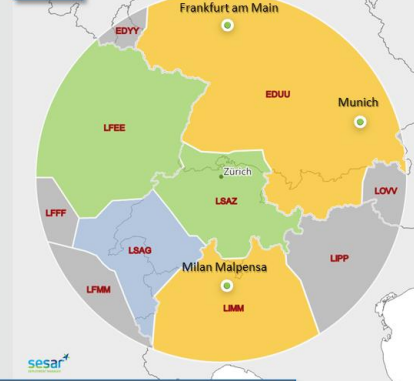 Frankfurt am Main
EDYY
EDUU
Munich
LFEE
Zürich
LOVV
LSAZ
LFFF
LSAG
LIPP
Milan Malpensa
LFMM
LIMM
sesar